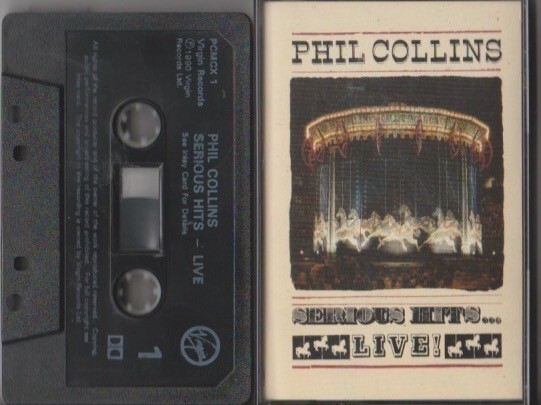 PCMCX 1
Virgin Records
Ⓟ©1990 Virgin
Records Ltd.
PHIL COLLINS
SERIOUS HITS – LIVE
See Inlay Card For Details
1
Virgin
PHIL COLLINS
SERIOUS HITS...
LIVE!